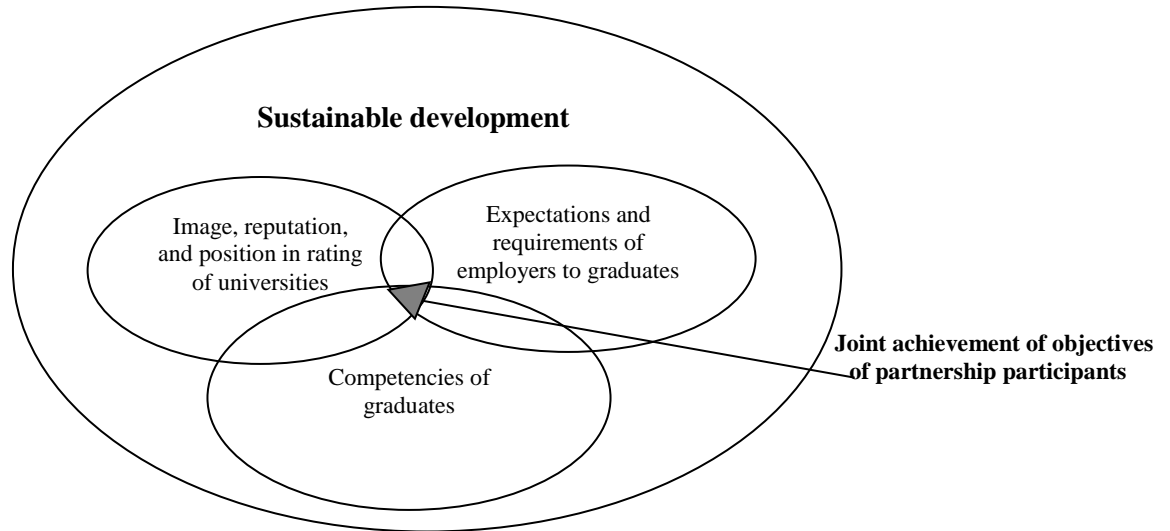 Sustainable development
Image, reputation,
and position in rating
of universities
Expectations and
requirements of
employers to graduates
Competencies of
graduates
Joint achievement of objectives
of partnership participants